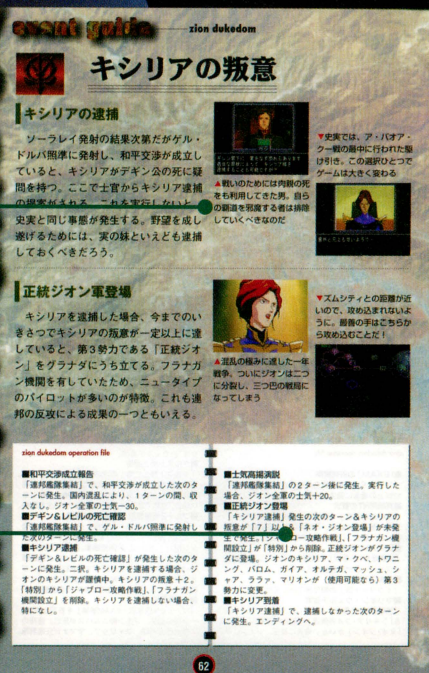 event guide
zion dukedom
キシリアの叛意
キシリアの逮捕
ソーラレイ発射の結果次第だがゲル・
ドルバ照準に発射し、和平交渉が成立し
ていると、キシリアがデギン公の死に疑
問を持つ。ここで士官からキシリア逮捕
の提案がされる。これを実行しないと、
史実と同じ事態が発生する。野望を成し
遂げるためには、実の妹といえども逮捕
しておくべきだろう。
▲戦いのためには肉親の死
をも利用してきた男。自ら
の覇道を邪魔する者は排除
していくべきなのだ
▼史実では、ア・バオア・
クー戦の最中に行われた駆
け引き。この選択ひとつで
ゲームは大きく変わる
正統ジオン軍登場
キシリアを逮捕した場合、今までのい
きさつでキシリアの叛意が一定以上に達
していると、第3勢力である「正統ジオ
ン」をグラナダにうち立てる。フラナガ
ン機関を有していたため、ニュータイプ
のパイロットが多いのが特徴。これも連
邦の反攻による成果の一つともいえる。
▲混乱の極みに達した一年
戦争。ついにジオンは二つ
に分裂し、三つ巴の戦局に
なってしまう
▼ズムシティとの距離が近
いので、攻め込まれないよ
うに。最善の手はこちらか
ら攻め込むことだ!
zion dukedom operation file
■和平交渉成立報告
「連邦艦隊集結」で、和平交渉が成立した次のタ
ーンに発生。国内混乱により、1ターンの間、収
入なし。ジオン全軍の士気−30。
■デギン&レビルの死亡確認
「連邦艦隊集結」で、ゲル・ドルバ照準に発射し
た次のターンに発生。
■キシリア逮捕
「デギン&レビルの死亡確認」が発生した次のタ
ーンに発生。二択。キシリアを逮捕する場合、ジ
オンのキシリアが謹慎中。キシリアの叛意+2。
「特別」から「ジャブロー攻略作戦」、「フラナガン
機関設立」を削除。キシリアを逮捕しない場合、
特になし。
■士気高揚演説
「連邦艦隊集結」の2ターン後に発生。実行した
場合、ジオン全軍の士気+20。
■正統ジオン登場
「キシリア逮捕」発生の次のターン&キシリアの
叛意が「7」以上&「ネオ・ジオン登場」が未発
生で発生。「ジャブロー攻略作戦」、「フラナガン機
関設立」が「特別」から削除。正統ジオンがグラナ
ダに登場。ジオンのキシリア、マ・クベ、トワニ
ング、バロム、ガイア、オルテガ、マッシュ、シ
ャア、ララァ、マリオンが(使用可能なら)第3
勢力に変更。
■キシリア到着
「キシリア逮捕」で、逮捕しなかった次のターン
に発生。エンディングへ。
62